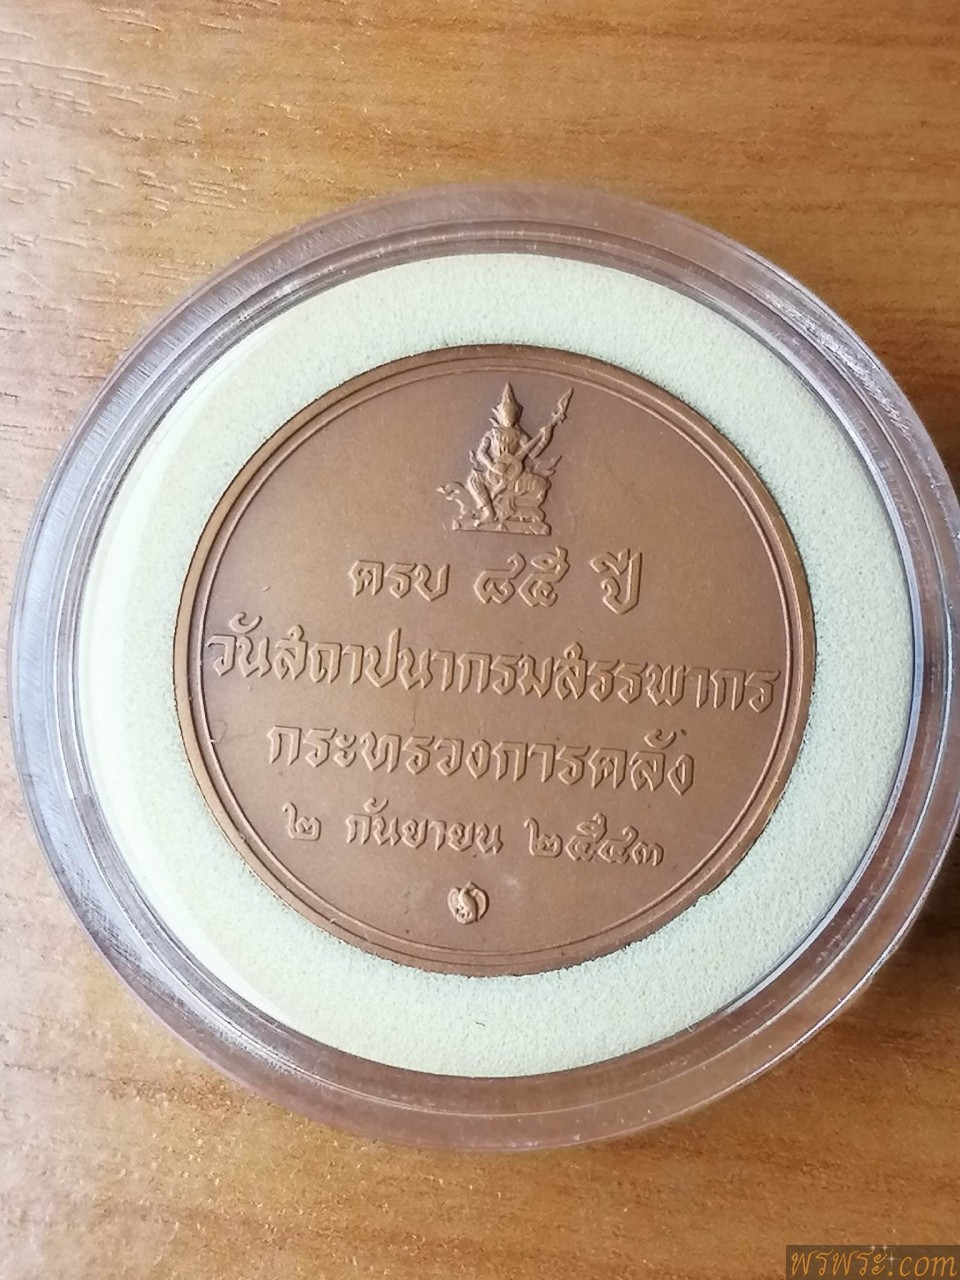 ครบ ๘๕ ปี
วันสถาปนากรมสรรพากร
กระทรวงการคลัง
๒ กันยายน ๒๕๔๓
พรพระ.com